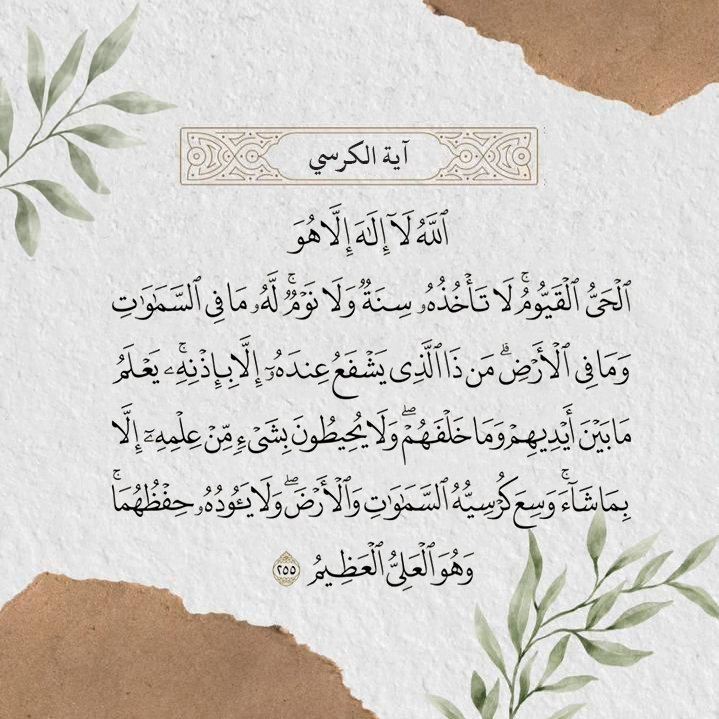 آية الكرسي
ٱللَّهُ لَآ إِلَٰهَ إِلَّا هُوَ
ٱلْحَىُّ ٱلْقَيُّومُ ۚ لَا تَأْخُذُهُۥ سِنَةٌ وَلَا نَوْمٌ ۚ لَّهُۥ مَا فِى ٱلسَّمَٰوَٰتِ
وَمَا فِى ٱلْأَرْضِ ۗ مَن ذَا ٱلَّذِى يَشْفَعُ عِندَهُۥٓ إِلَّا بِإِذْنِهِۦ ۚ يَعْلَمُ
مَا بَيْنَ أَيْدِيهِمْ وَمَا خَلْفَهُمْ ۖ وَلَا يُحِيطُونَ بِشَىْءٍ مِّنْ عِلْمِهِۦٓ إِلَّا
بِمَا شَآءَ ۚ وَسِعَ كُرْسِيُّهُ ٱلسَّمَٰوَٰتِ وَٱلْأَرْضَ ۖ وَلَا يَـُٔودُهُۥ حِفْظُهُمَا ۚ
وَهُوَ ٱلْعَلِىُّ ٱلْعَظِيمُ ٢٥٥